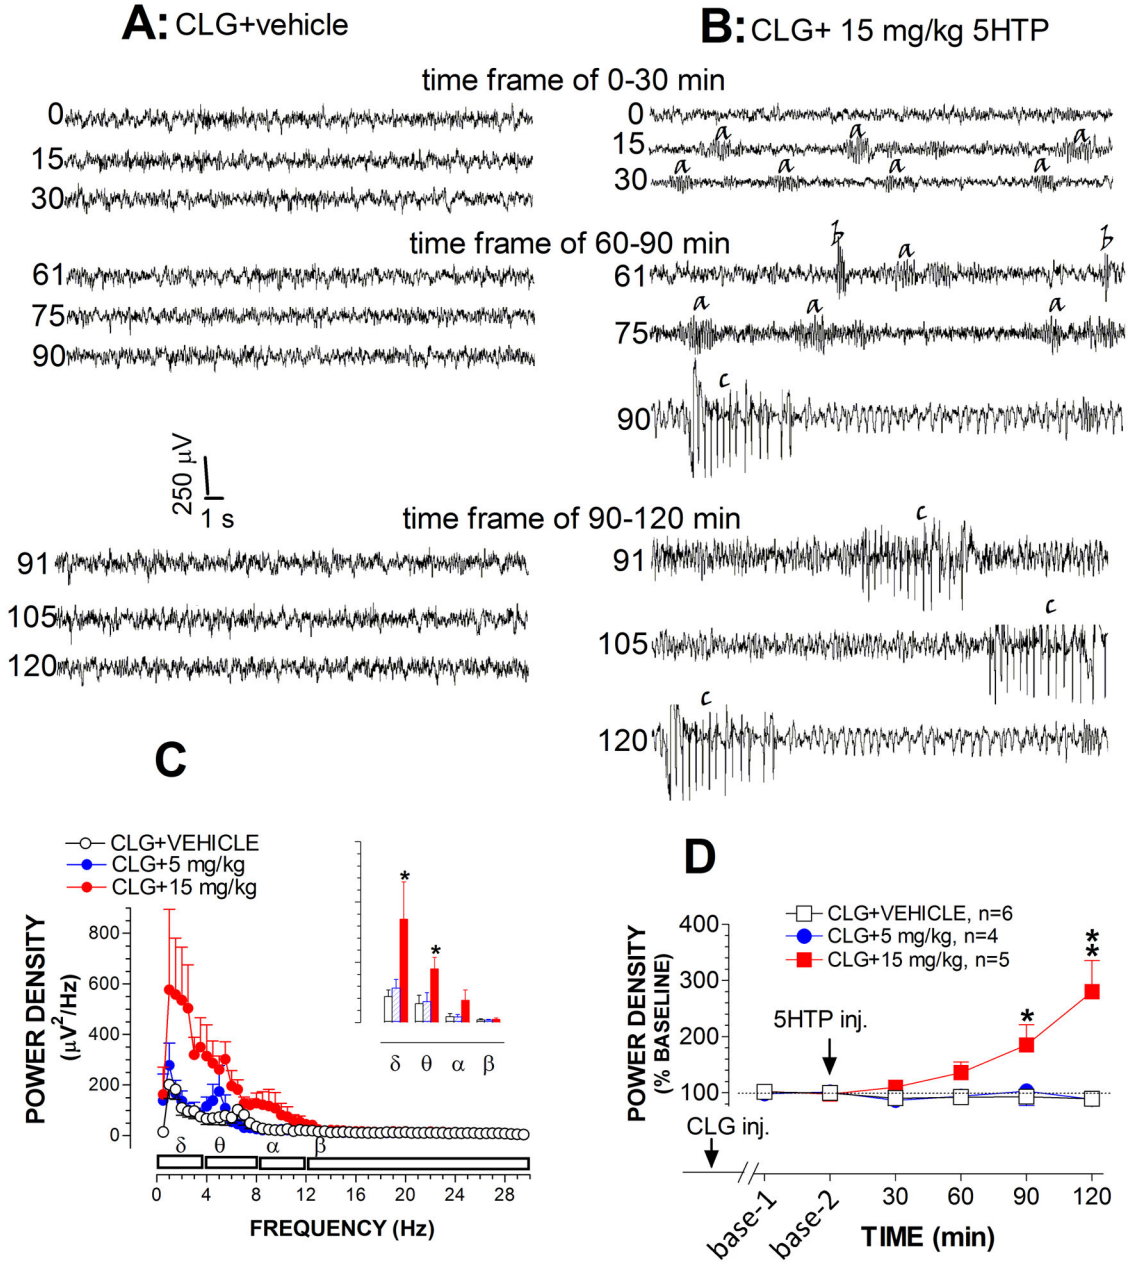 A: CLG+vehicle
B: CLG+ 15 mg/kg 5HTP
time frame of 0-30 min
0
15
30
0
a a a
15
a a a a
30
time frame of 60-90 min
61
75
90
b a b
61
a a a
75
c
90
250 µV
1 s
time frame of 90-120 min
91
105
120
c
91
c
105
c
120
C
CLG+VEHICLE
CLG+5 mg/kg
CLG+15 mg/kg
POWER DENSITY
(µV²/Hz)
800
600
400
200
0
* *
δ θ α β
δ θ α β
0 4 8 12 16 20 24 28
FREQUENCY (Hz)
D
CLG+VEHICLE, n=6
CLG+5 mg/kg, n=4
CLG+15 mg/kg, n=5
POWER DENSITY
(% BASELINE)
400
300
200
100
5HTP inj.
* **
CLG inj.
base-1 base-2 30 60 90 120
TIME (min)